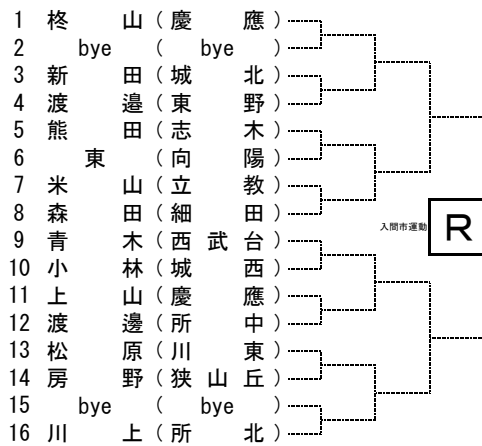 1 柊 山 ( 慶 應 )
2 bye ( bye )
3 新 田 ( 城 北 )
4 渡 邉 ( 東 野 )
5 熊 田 ( 志 木 )
6 東 ( 向 陽 )
7 米 山 ( 立 教 )
8 森 田 ( 細 田 )
入間市運動 R
9 青 木 ( 西 武 台 )
10 小 林 ( 城 西 )
11 上 山 ( 慶 應 )
12 渡 邊 ( 所 中 )
13 松 原 ( 川 東 )
14 房 野 ( 狭 山 丘 )
15 bye ( bye )
16 川 上 ( 所 北 )